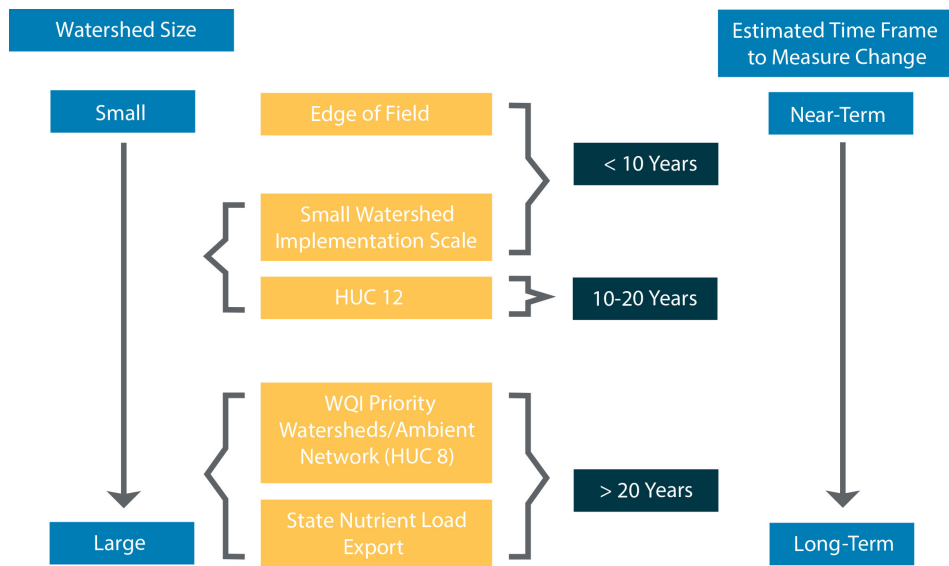 Watershed Size
Estimated Time Frame
to Measure Change
Small
Edge of Field
Near-Term
< 10 Years
Small Watershed
Implementation Scale
HUC 12
10-20 Years
WQI Priority
Watersheds/Ambient
Network (HUC 8)
> 20 Years
State Nutrient Load
Export
Large
Long-Term